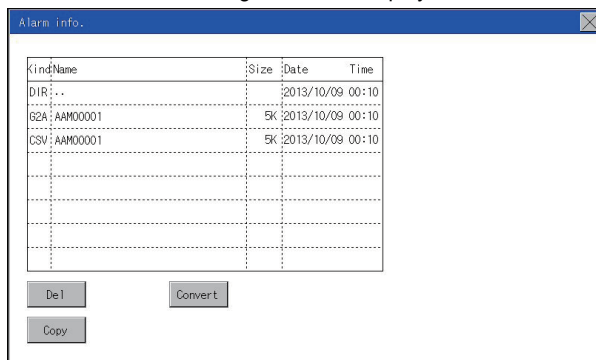 Alarm info.
Kind Name Size Date Time
DIR .. 2013/10/09 00:10
G2A AAM00001 5K 2013/10/09 00:10
CSV AAM00001 5K 2013/10/09 00:10
Del Convert
Copy